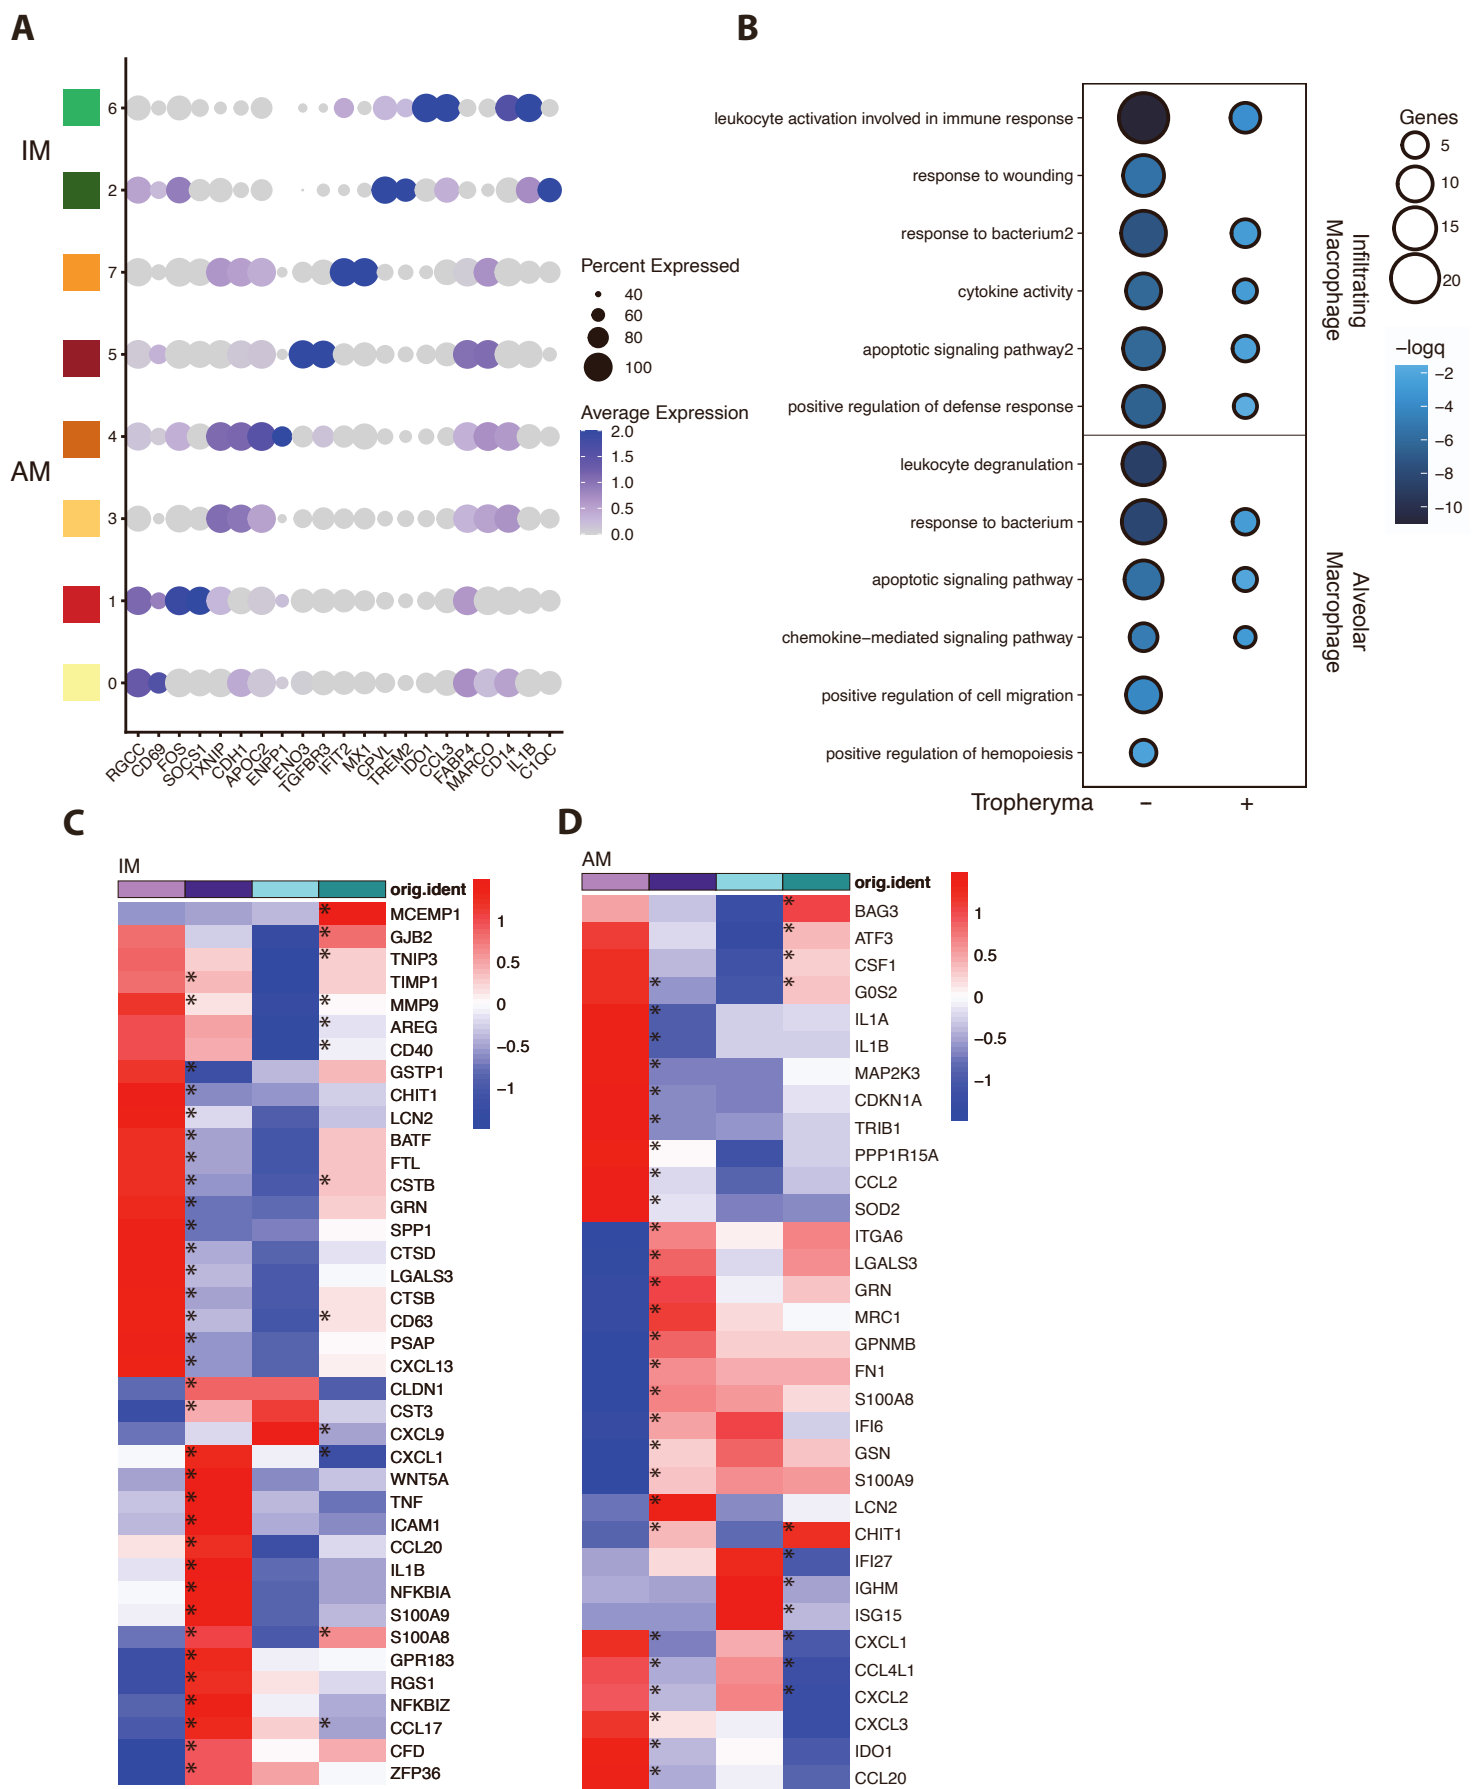 A
IM
AM
6
2
7
5
4
3
1
0
RGCC
CD69
FOS
SOCS1
TXNIP
CDH1
APOC2
ENPP1
ENO3
TGFBR3
IFIT2
MX1
CPVL
TREM2
IDO1
CCL3
FABP4
MARCO
CD14
IL1B
C1QC
Percent Expressed
40
60
80
100
Average Expression
2.0
1.5
1.0
0.5
0.0
B
leukocyte activation involved in immune response
response to wounding
response to bacterium2
cytokine activity
apoptotic signaling pathway2
positive regulation of defense response
leukocyte degranulation
response to bacterium
apoptotic signaling pathway
chemokine−mediated signaling pathway
positive regulation of cell migration
positive regulation of hemopoiesis
Tropheryma − +
Infiltrating
Macrophage
Alveolar
Macrophage
Genes
5
10
15
20
−logq
−2
−4
−6
−8
−10
C
IM
orig.ident
* MCEMP1
* GJB2
* TNIP3
* TIMP1
* * MMP9
* AREG
* CD40
* GSTP1
* CHIT1
* LCN2
* BATF
* FTL
* * CSTB
* GRN
* SPP1
* CTSD
* LGALS3
* CTSB
* * CD63
* PSAP
* CXCL13
* CLDN1
* CST3
* CXCL9
* * CXCL1
* WNT5A
* TNF
* ICAM1
* CCL20
* IL1B
* NFKBIA
* S100A9
* * S100A8
* GPR183
* RGS1
* NFKBIZ
* * CCL17
* CFD
* ZFP36
1
0.5
0
−0.5
−1
D
AM
orig.ident
* BAG3
* ATF3
* CSF1
* * G0S2
* IL1A
* IL1B
* MAP2K3
* CDKN1A
* TRIB1
* PPP1R15A
* CCL2
* SOD2
* ITGA6
* LGALS3
* GRN
* MRC1
* GPNMB
* FN1
* S100A8
* IFI6
* GSN
* S100A9
* LCN2
* * CHIT1
* IFI27
* IGHM
* ISG15
* * CXCL1
* * CCL4L1
* * CXCL2
* CXCL3
* IDO1
* CCL20
1
0.5
0
−0.5
−1